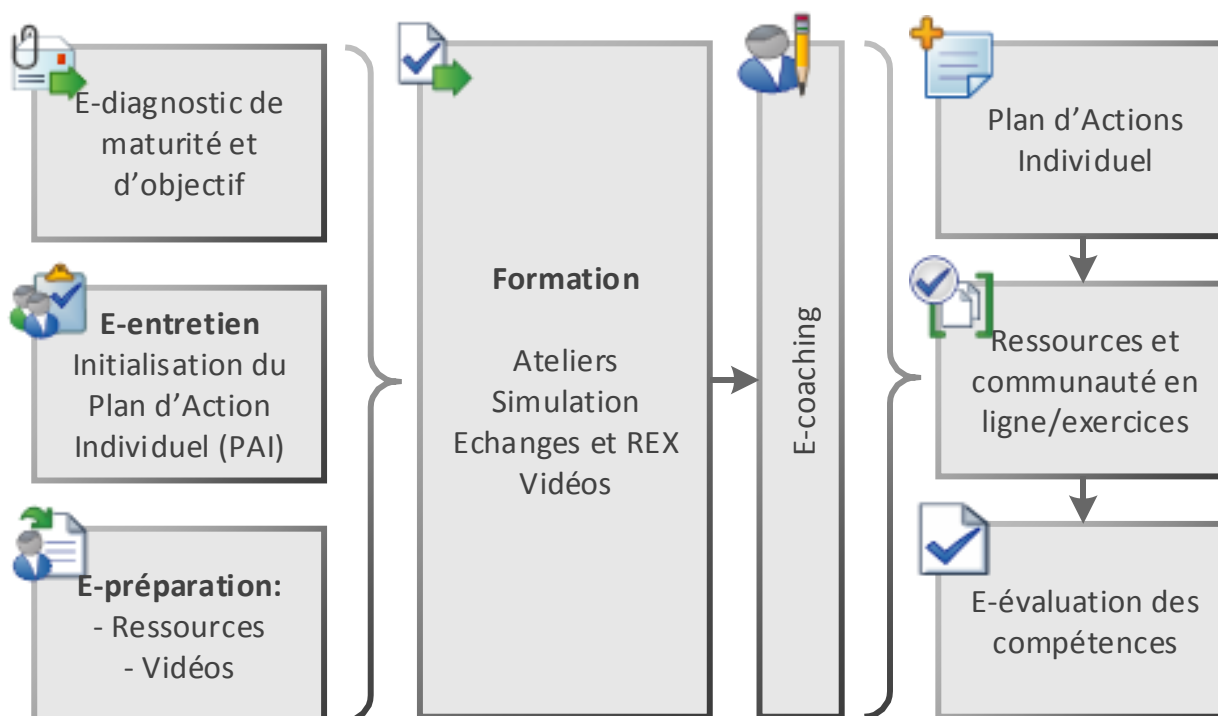 E-diagnostic de
maturité et
d’objectif
E-entretien
Initialisation du
Plan d’Action
Individuel (PAI)
E-préparation:
- Ressources
- Vidéos
Formation
Ateliers
Simulation
Echanges et REX
Vidéos
E-coaching
Plan d’Actions
Individuel
Ressources et
communauté en
ligne/exercices
E-évaluation des
compétences